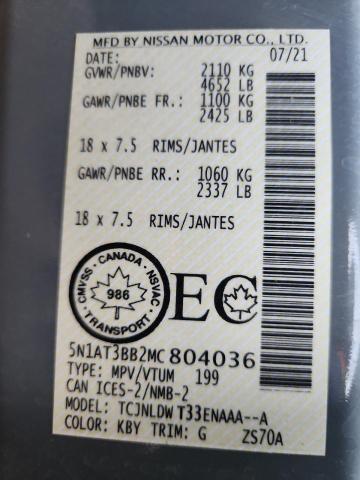 MFD BY NISSAN MOTOR CO., LTD.
DATE: 07/21
GVWR/PNBV: 2110 KG
4652 LB
GAWR/PNBE FR.: 1100 KG
2425 LB
18 x 7.5 RIMS/JANTES
GAWR/PNBE RR.: 1060 KG
2337 LB
18 x 7.5 RIMS/JANTES
CMVSS · CANADA · NSVAC
986
TRANSPORT
EC
5N1AT3BB2MC804036
TYPE: MPV/VTUM 199
CAN ICES-2/NMB-2
MODEL: TCJNLDWT33ENAAA--A
COLOR: KBY TRIM: G ZS70A